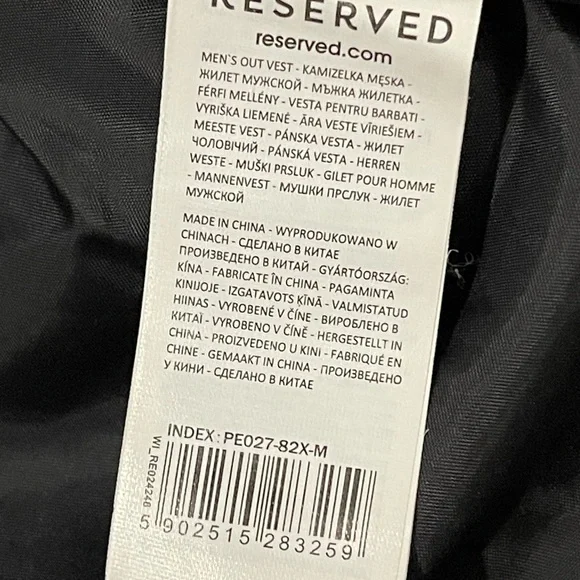 RESERVED
reserved.com
MEN`S OUT VEST - KAMIZELKA MĘSKA -
ЖИЛЕТ МУЖСКОЙ - МЪЖКА ЖИЛЕТКА -
FÉRFI MELLÉNY - VESTA PENTRU BARBATI -
VYRIŠKA LIEMENĖ - ĀRA VESTE VĪRIEŠIEM -
MEESTE VEST - PÁNSKA VESTA - ЖИЛЕТ
ЧОЛОВІЧИЙ - PÁNSKÁ VESTA - HERREN
WESTE - MUŠKI PRSLUK - GILET POUR HOMME
- MANNENVEST - МУШКИ ПРСЛУК - ЖИЛЕТ
МУЖСКОЙ
MADE IN CHINA - WYPRODUKOWANO W
CHINACH - СДЕЛАНО В КИТАЕ
ПРОИЗВЕДЕНО В КИТАЙ - GYÁRTÓORSZÁG:
KÍNA - FABRICATE ÎN CHINA - PAGAMINTA
KINIJOJE - IZGATAVOTS ĶĪNĀ - VALMISTATUD
HIINAS - VYROBENÉ V ČÍNE - ВИРОБЛЕНО В
КИТАЇ - VYROBENO V ČÍNĚ - HERGESTELLT IN
CHINA - PROIZVEDENO U KINI - FABRIQUÉ EN
CHINE - GEMAAKT IN CHINA - ПРОИЗВЕДЕНО
У КИНИ - СДЕЛАНО В КИТАЕ
INDEX: PE027-82X-M
WI_RE024246
5 902515 283259